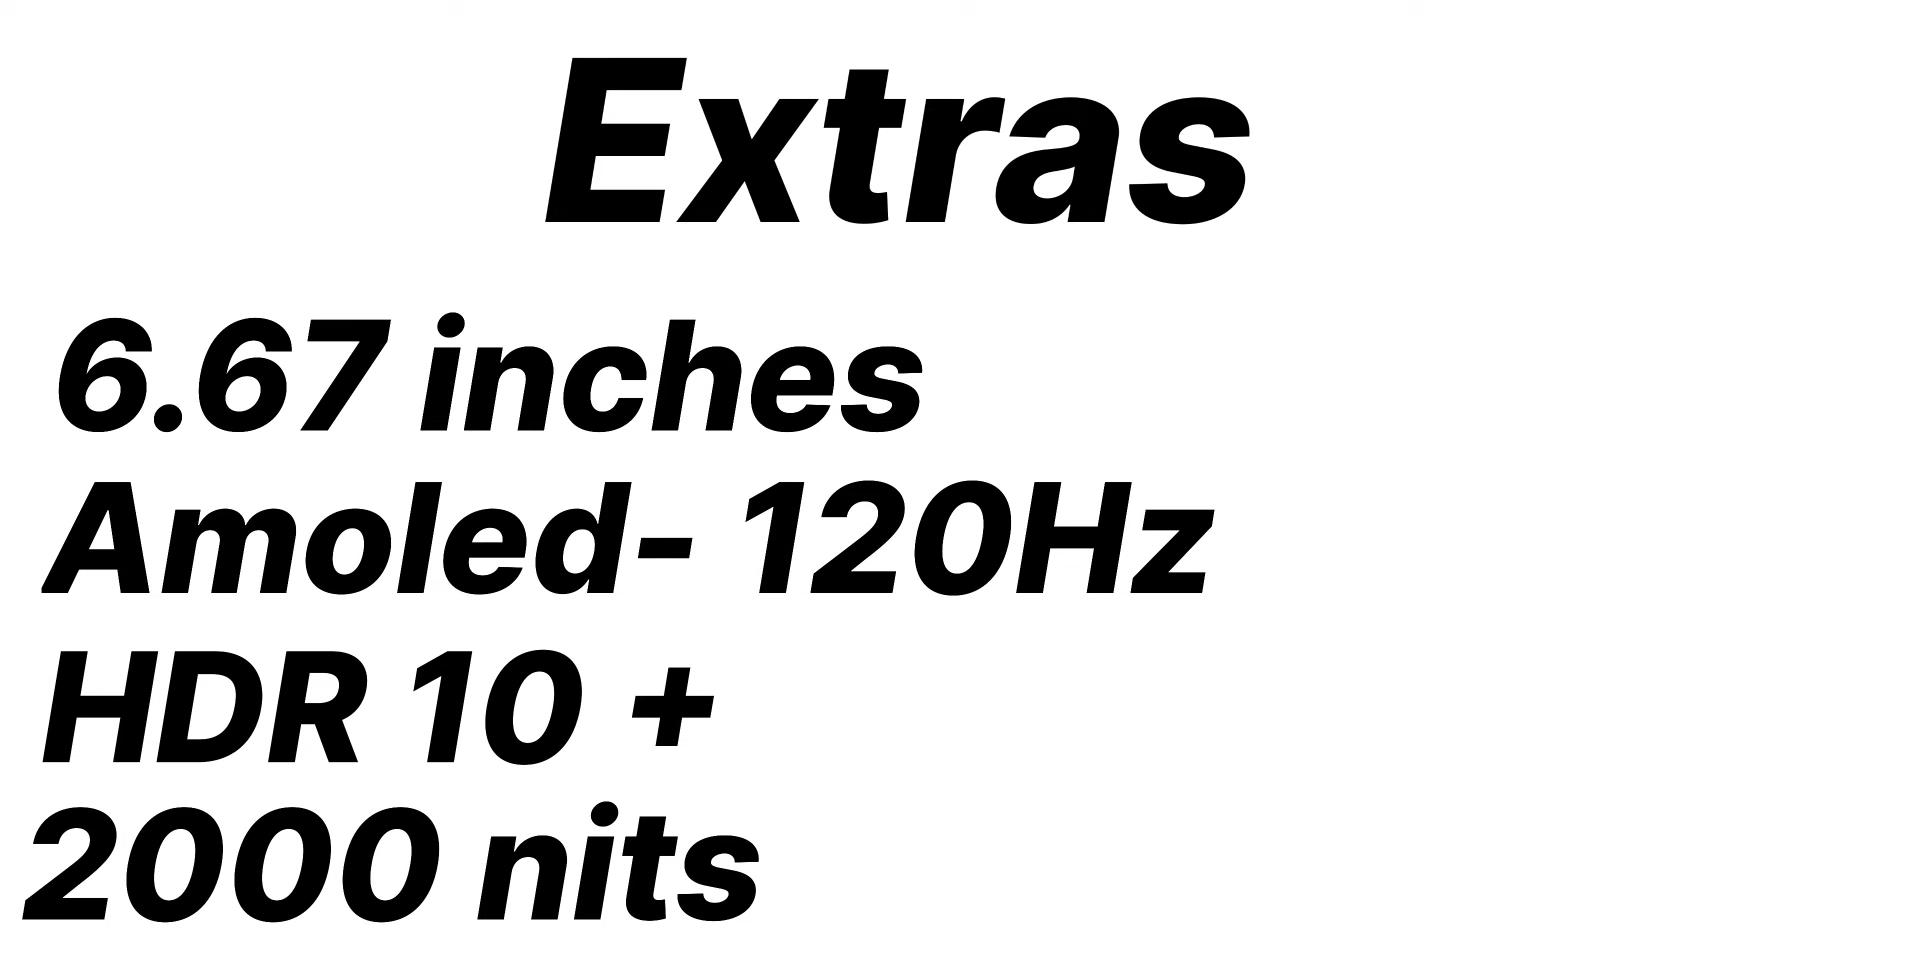 Extras
6.67 inches
Amoled- 120Hz
HDR 10 +
2000 nits